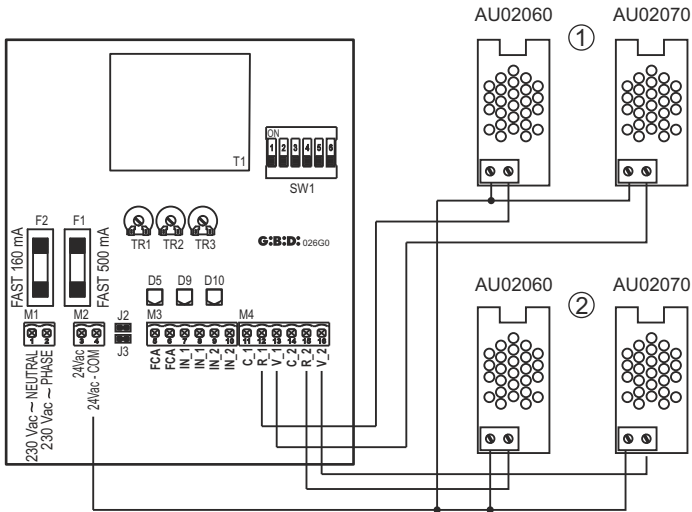 AU02060
AU02070
1
ON
1 2 3 4 5 6
T1
SW1
F2
F1
FAST 160 mA
FAST 500 mA
TR1
TR2
TR3
G:B:D: 026G0
D5
D9
D10
M1
M2
J2
J3
M3
M4
1 2
3 4
5 6 7 8 9 10
11 12 13 14 15 16
230 Vac ~ NEUTRAL
230 Vac ~ PHASE
24Vac
24Vac - COM
FCA
FCA
IN_1
IN_1
IN_2
IN_2
C_1
R_1
V_1
C_2
R_2
V_2
AU02060
AU02070
2